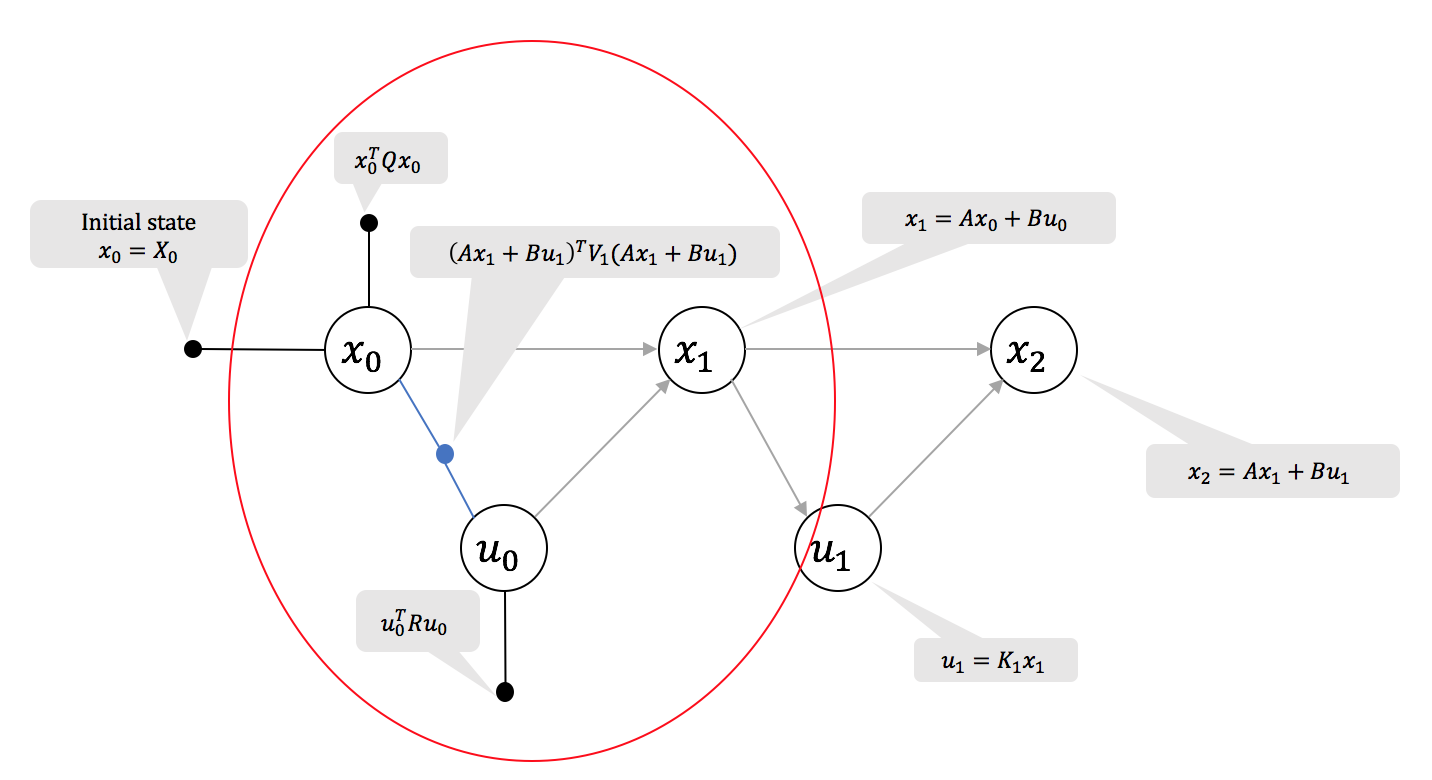 x_0^T Q x_0
Initial state
x_0 = X_0
(Ax_1 + Bu_1)^T V_1 (Ax_1 + Bu_1)
x_1 = Ax_0 + Bu_0
x_0
x_1
x_2
x_2 = Ax_1 + Bu_1
u_0
u_1
u_0^T R u_0
u_1 = K_1 x_1